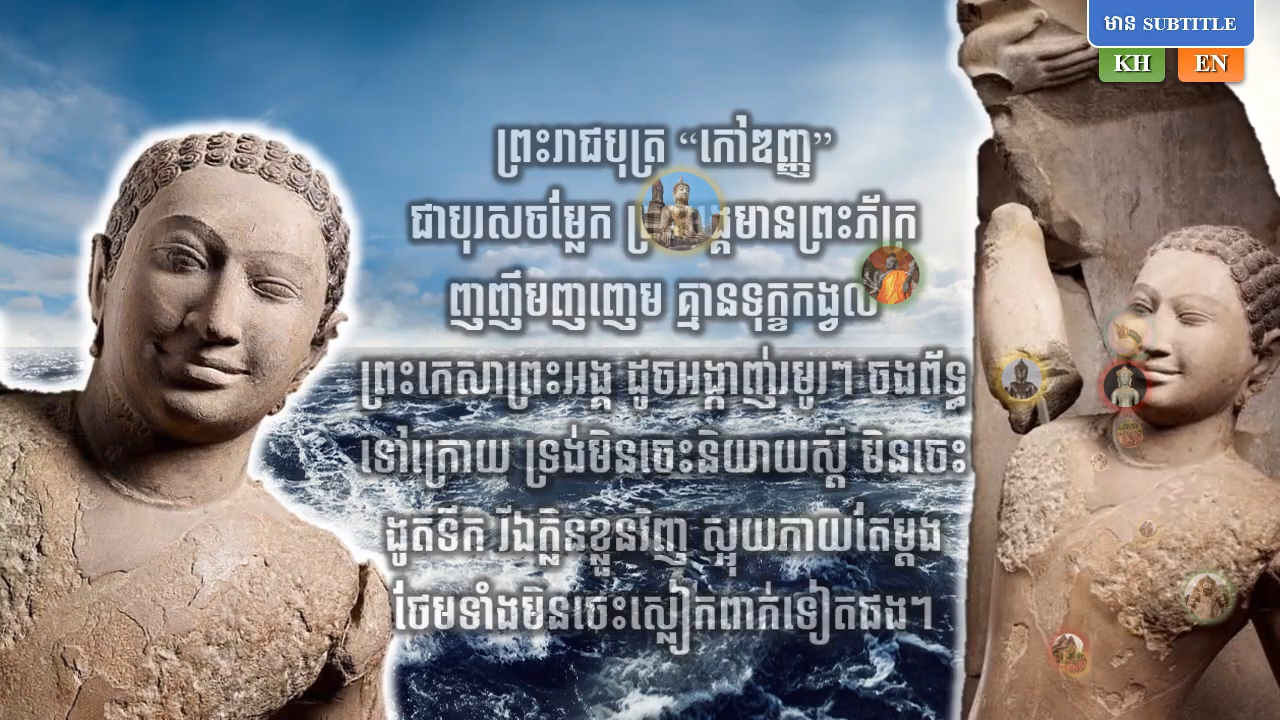 មាន SUBTITLE
KH EN
ព្រះរាជបុត្រ “កៅឌញ្ញ”
ជាបុរសចម្លែក មានព្រះភ័ក្រ
ញញឹមញញេម គ្មានទុក្ខកង្វល់
ព្រះកេសាព្រះអង្គ ដូចអង្កាញ់រមូរៗ ចងព័ទ្ធ
ទៅក្រោយ ទ្រង់មិនចេះនិយាយស្តី មិនចេះ
ងូតទឹក រីឯក្លិនខ្លួនវិញ ស្អុយភាយតែម្តង
ថែមទាំងមិនចេះស្លៀកពាក់ទៀតផងៗ